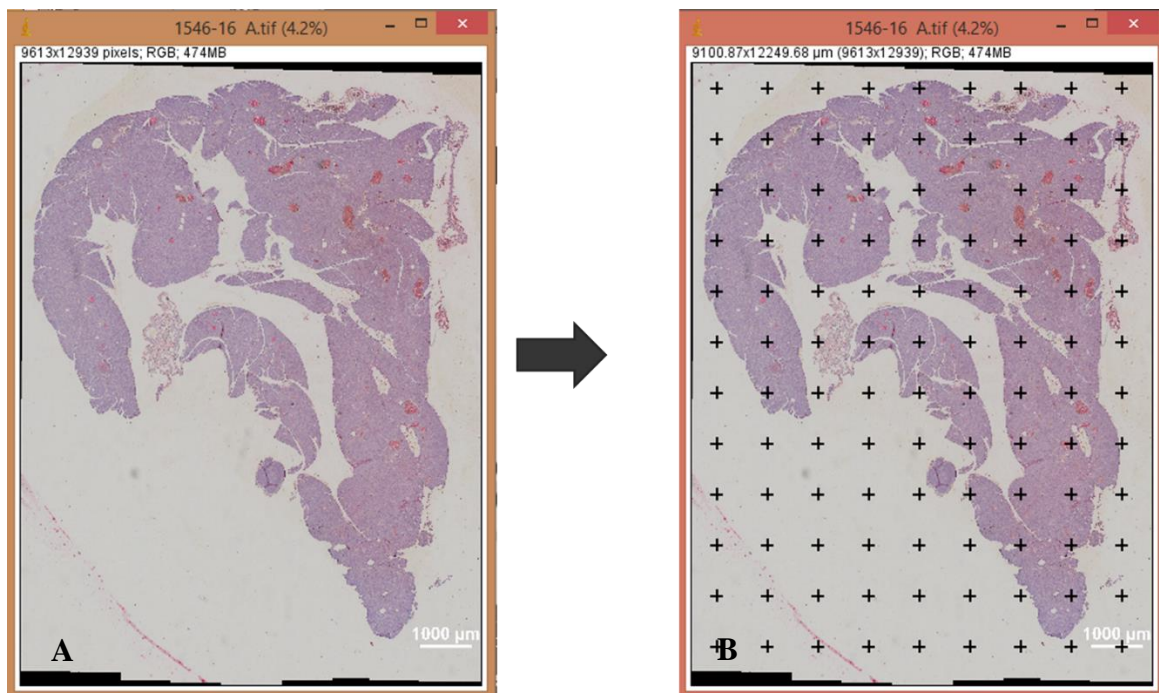 1546-16 A.tif (4.2%)
9613x12939 pixels; RGB; 474MB
1000 µm
A
1546-16 A.tif (4.2%)
9100.87x12249.68 µm (9613x12939); RGB; 474MB
1000 µm
B